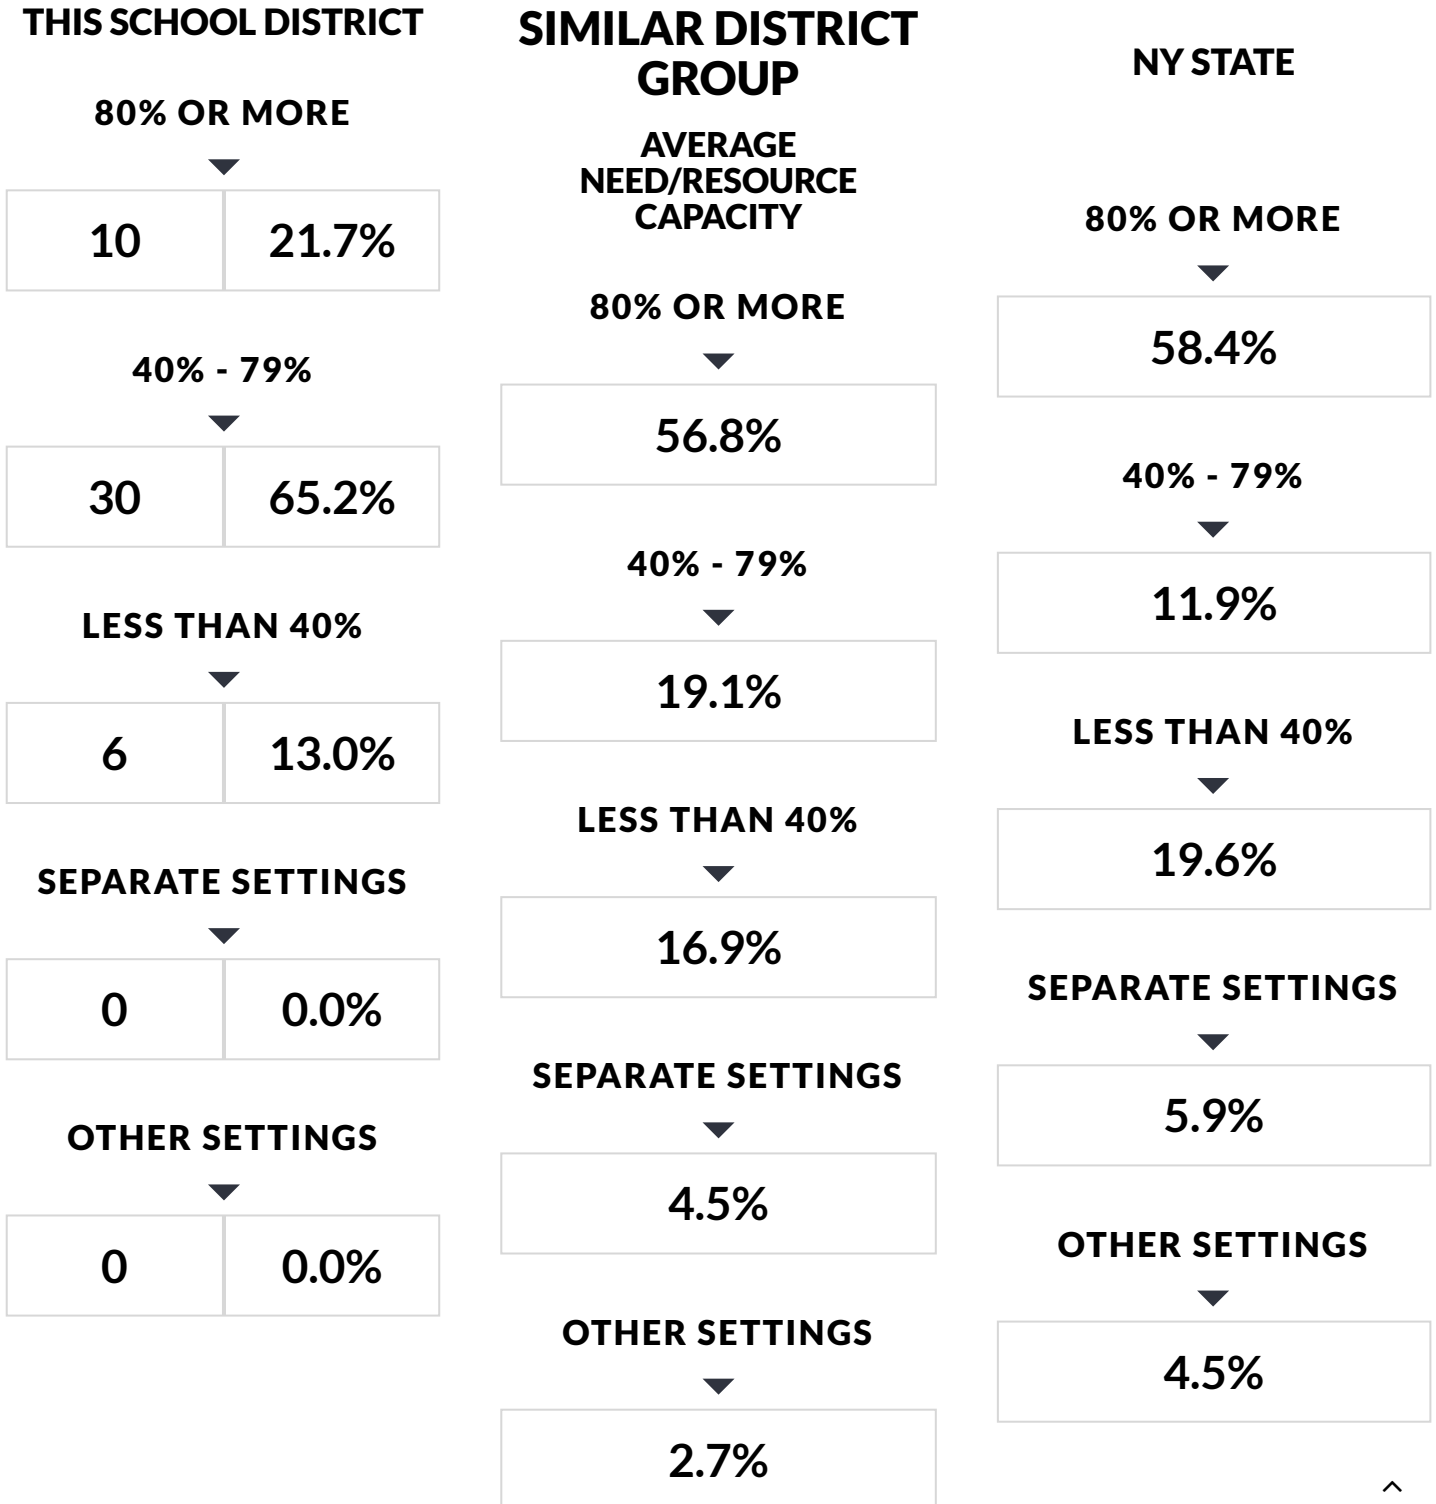 THIS SCHOOL DISTRICT
80% OR MORE
10 21.7%
40% - 79%
30 65.2%
LESS THAN 40%
6 13.0%
SEPARATE SETTINGS
0 0.0%
OTHER SETTINGS
0 0.0%
SIMILAR DISTRICT
GROUP
AVERAGE
NEED/RESOURCE
CAPACITY
80% OR MORE
56.8%
40% - 79%
19.1%
LESS THAN 40%
16.9%
SEPARATE SETTINGS
4.5%
OTHER SETTINGS
2.7%
NY STATE
80% OR MORE
58.4%
40% - 79%
11.9%
LESS THAN 40%
19.6%
SEPARATE SETTINGS
5.9%
OTHER SETTINGS
4.5%